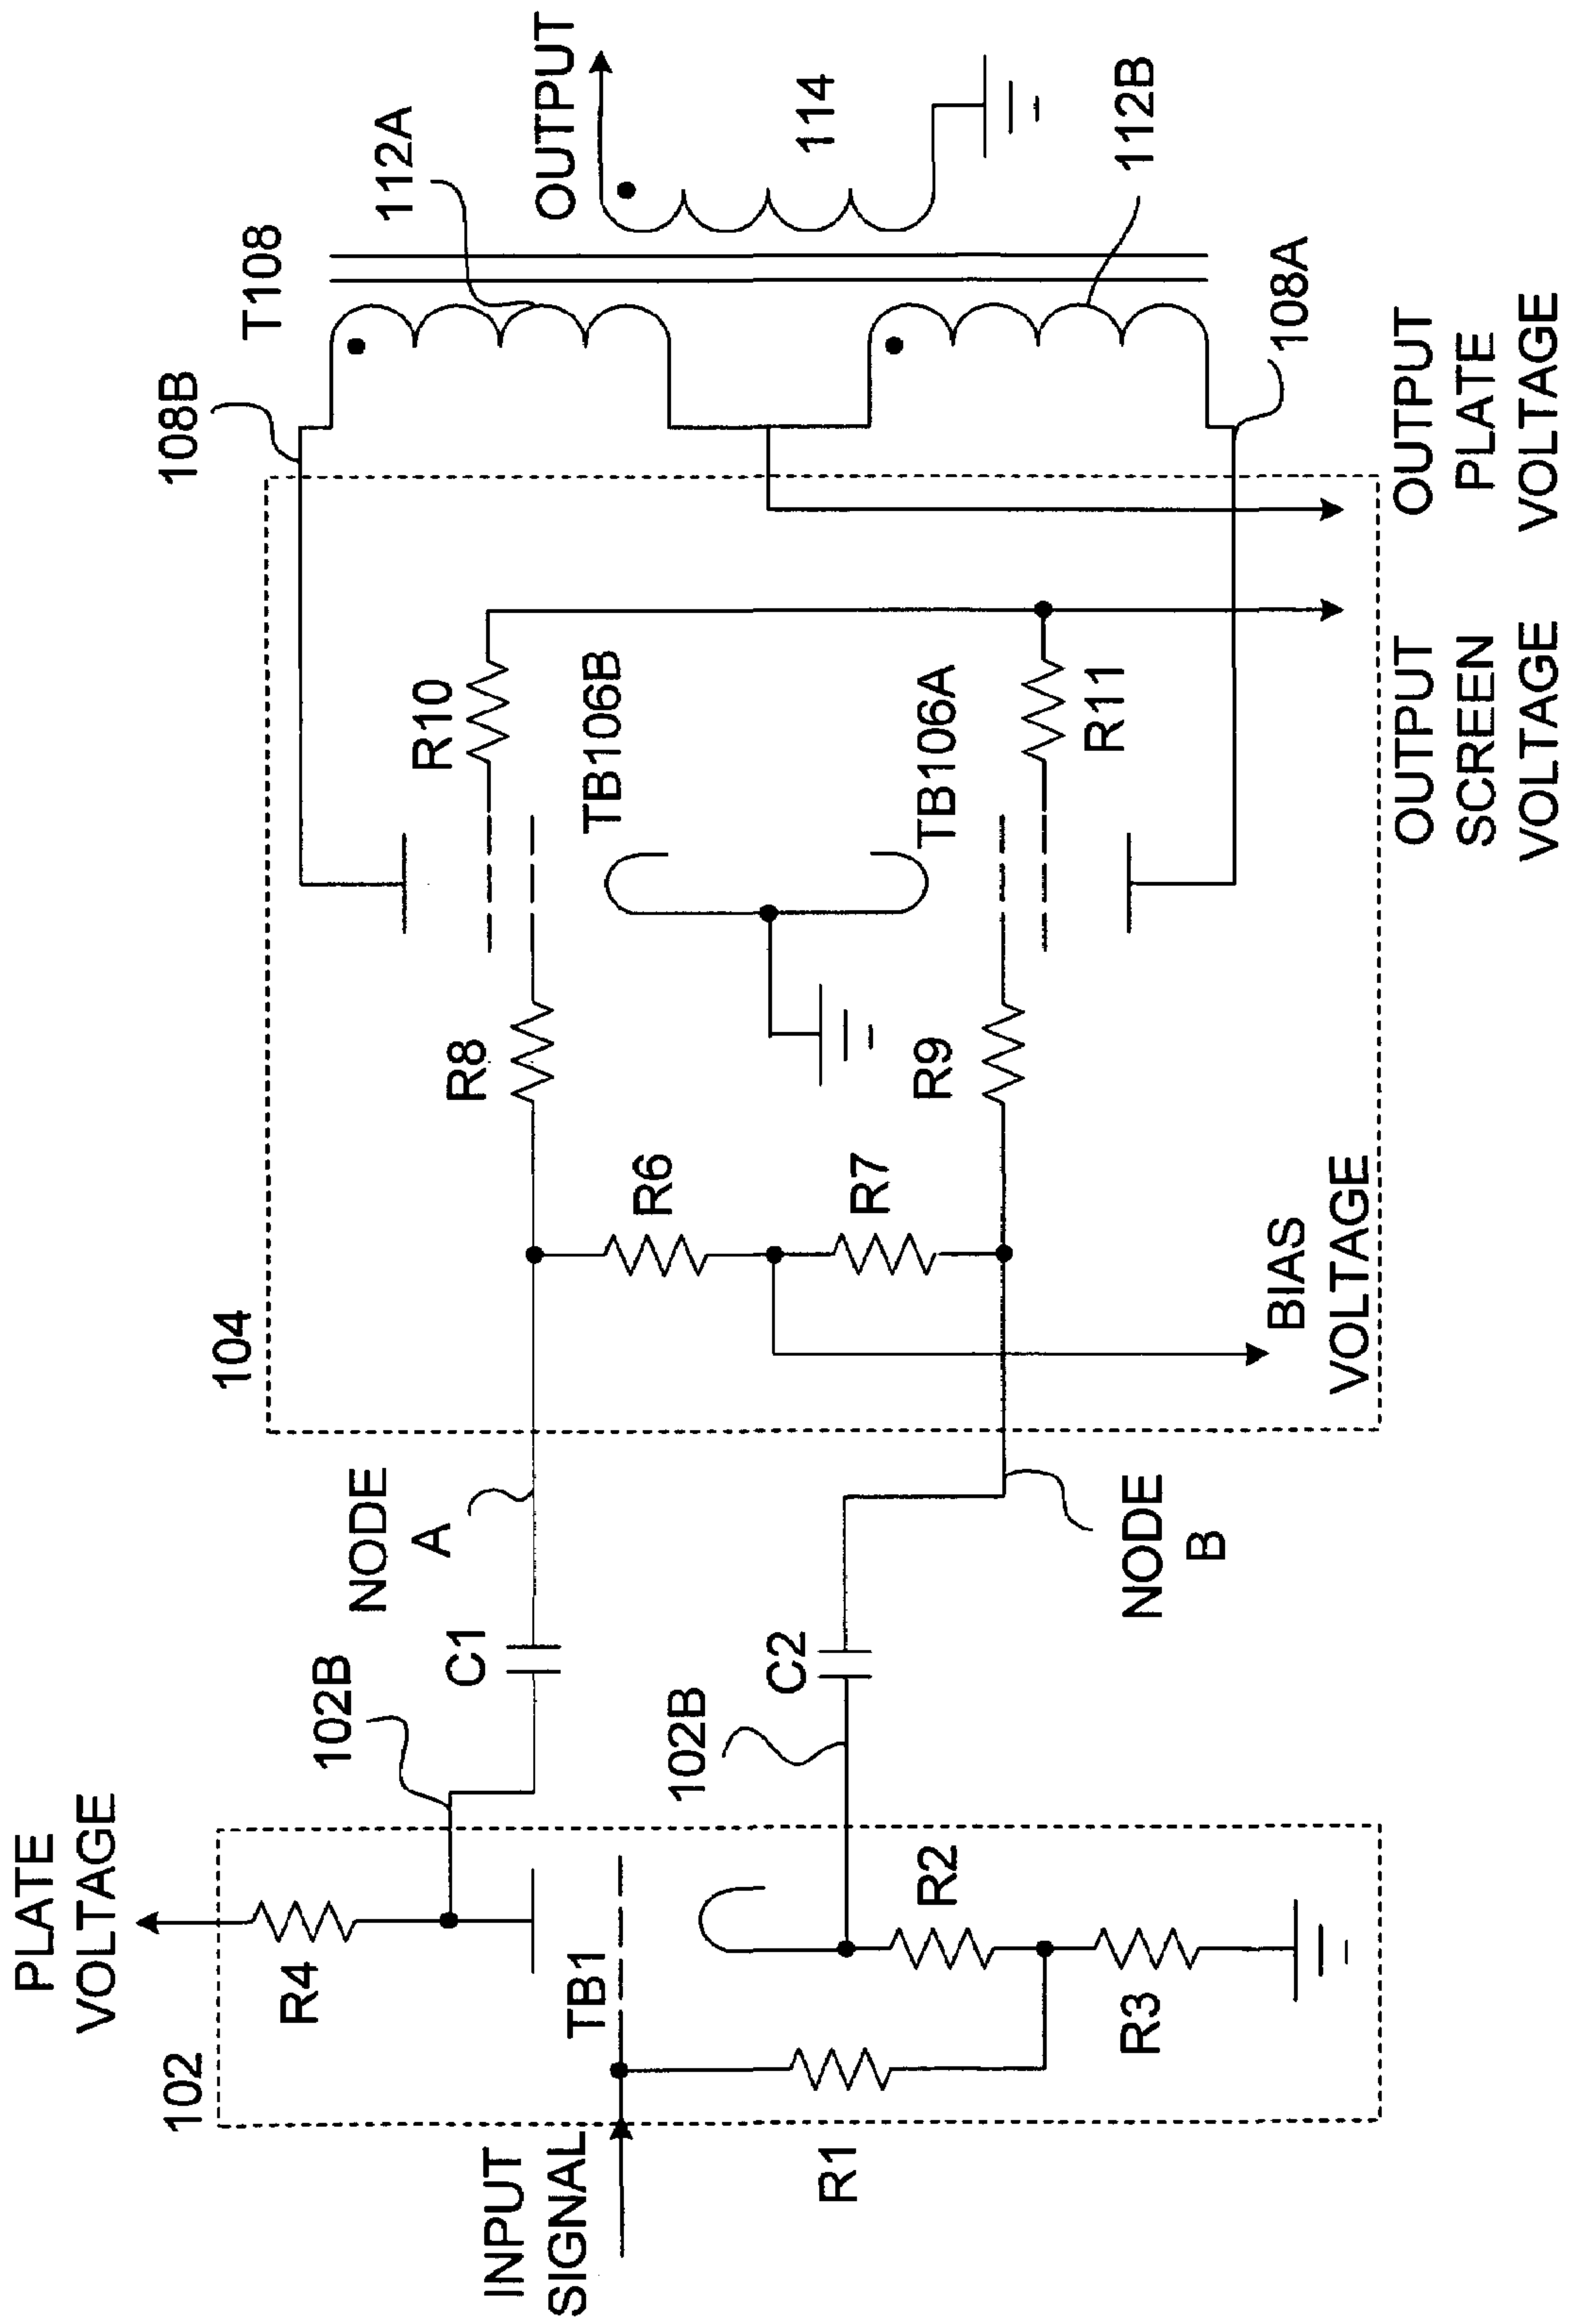 PLATE
VOLTAGE
102
R4
INPUT
SIGNAL
TB1
R1
R2
R3
102B
C1
102B
C2
NODE
A
NODE
B
104
R8
R6
R7
R9
BIAS
VOLTAGE
R10
TB106B
TB106A
R11
OUTPUT
SCREEN
VOLTAGE
OUTPUT
PLATE
VOLTAGE
108B
108A
T108
112A
112B
OUTPUT
114